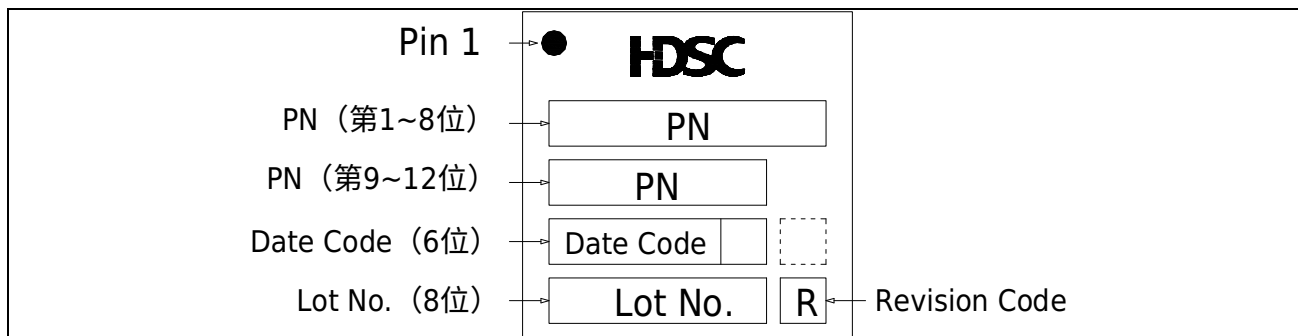 Pin 1 HDSC
PN（第1~8位） PN
PN（第9~12位） PN
Date Code（6位） Date Code
Lot No.（8位） Lot No. R Revision Code